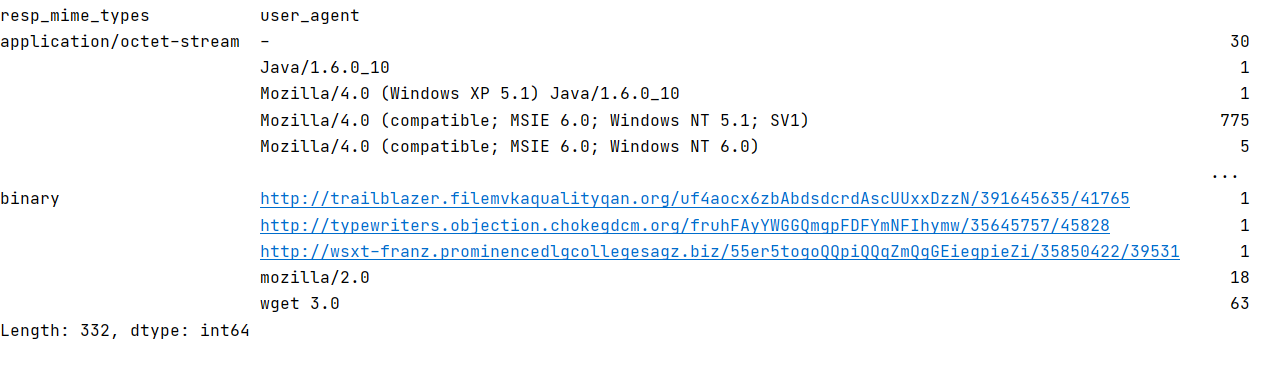 resp_mime_types user_agent
application/octet-stream - 30
Java/1.6.0_10 1
Mozilla/4.0 (Windows XP 5.1) Java/1.6.0_10 1
Mozilla/4.0 (compatible; MSIE 6.0; Windows NT 5.1; SV1) 775
Mozilla/4.0 (compatible; MSIE 6.0; Windows NT 6.0) 5
...
binary http://trailblazer.filemvkaqualityqan.org/uf4aocx6zbAbdsdcrdAscUUxxDzzN/391645635/41765 1
http://typewriters.objection.chokeqdcm.org/fruhFAyYWGGQmqpFDFYmNFIhymw/35645757/45828 1
http://wsxt-franz.prominencedlgcollegesagz.biz/55er5togoQQpiQQqZmQgGEiegpieZi/35850422/39531 1
mozilla/2.0 18
wget 3.0 63
Length: 332, dtype: int64